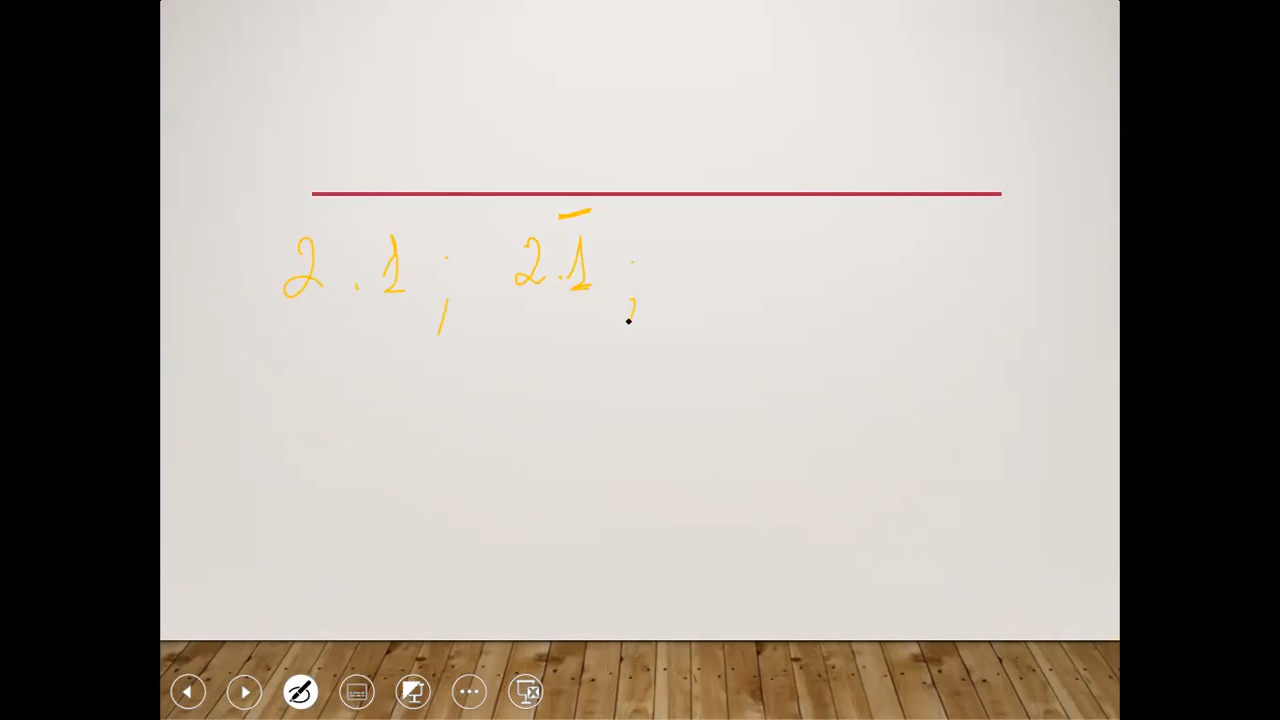 2.1 ; 2.1̅ ;